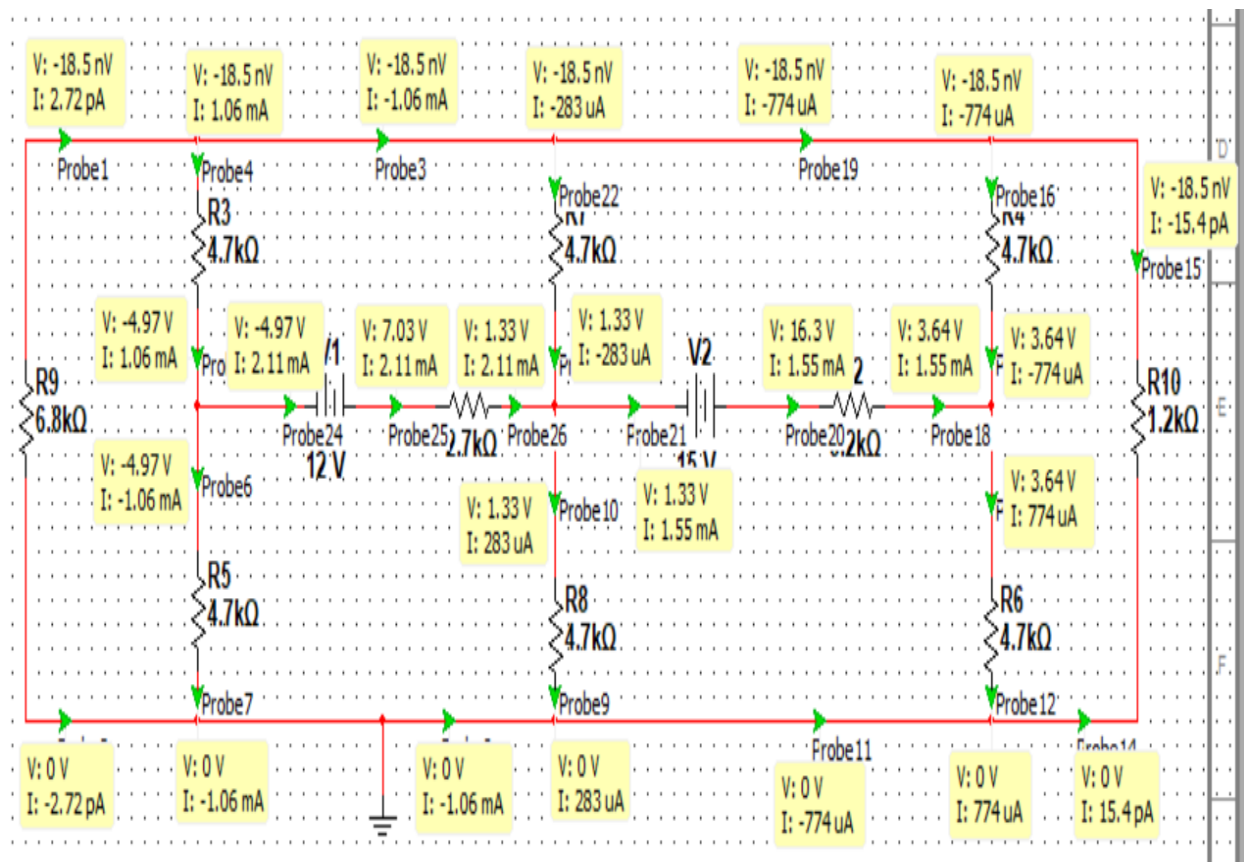 V: -18.5 nV
I: 2.72 pA
V: -18.5 nV
I: 1.06 mA
V: -18.5 nV
I: -1.06 mA
V: -18.5 nV
I: -283 uA
V: -18.5 nV
I: -774 uA
V: -18.5 nV
I: -774 uA
D
Probe1
Probe4
Probe3
Probe22
Probe19
Probe16
V: -18.5 nV
I: -15.4 pA
Probe15
R3
4.7kΩ
4.7kΩ
4.7kΩ
V: -4.97 V
I: 1.06 mA
V: -4.97 V
I: 2.11 mA
V: 7.03 V
I: 2.11 mA
V: 1.33 V
I: 2.11 mA
V: 1.33 V
I: -283 uA
V2
V: 16.3 V
I: 1.55 mA
V: 3.64 V
I: 1.55 mA
V: 3.64 V
I: -774 uA
R9
6.8kΩ
R10
1.2kΩ
E
Probe24
12 V
Probe25
2.7kΩ
Probe26
Probe21
15 V
Probe20
Probe18
V: -4.97 V
I: -1.06 mA
Probe6
V: 1.33 V
I: 283 uA
Probe10
V: 1.33 V
I: 1.55 mA
V: 3.64 V
I: 774 uA
R5
4.7kΩ
R8
4.7kΩ
R6
4.7kΩ
F
Probe7
Probe9
Probe12
Probe11
Probe14
V: 0 V
I: -2.72 pA
V: 0 V
I: -1.06 mA
V: 0 V
I: -1.06 mA
V: 0 V
I: 283 uA
V: 0 V
I: -774 uA
V: 0 V
I: 774 uA
V: 0 V
I: 15.4 pA